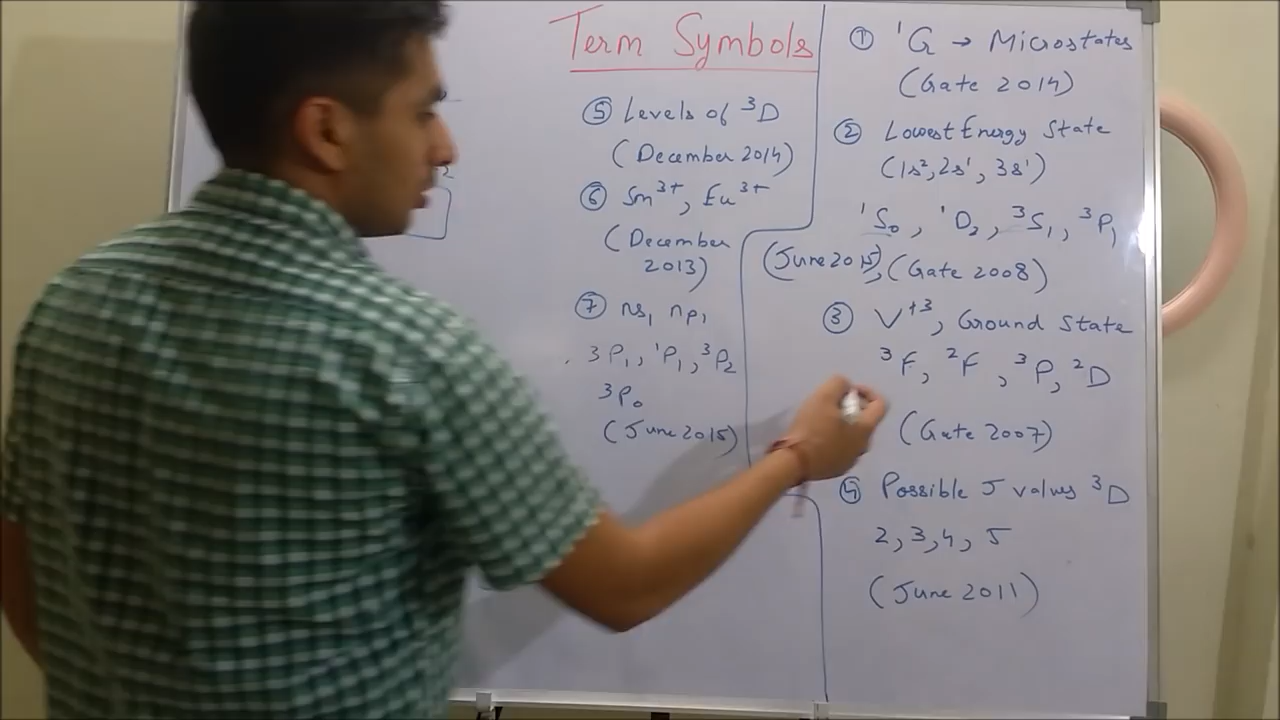 Term Symbols
① ¹G → Microstates
(Gate 2014)
② Lowest Energy State
(1s², 2s¹, 3s¹)
¹S₀, ¹D₂, ³S₁, ³P₁
(June 2015), (Gate 2008)
③ V⁺³, Ground State
³F, ²F, ³P, ²D
(Gate 2007)
④ Possible J values ³D
2, 3, 4, 5
(June 2011)
⑤ Levels of ³D
(December 2014)
⑥ Sm³⁺, Eu³⁺
(December
2013)
⑦ ns₁ np₁
³P₁, ¹P₁, ³P₂
³P₀
(June 2015)
2